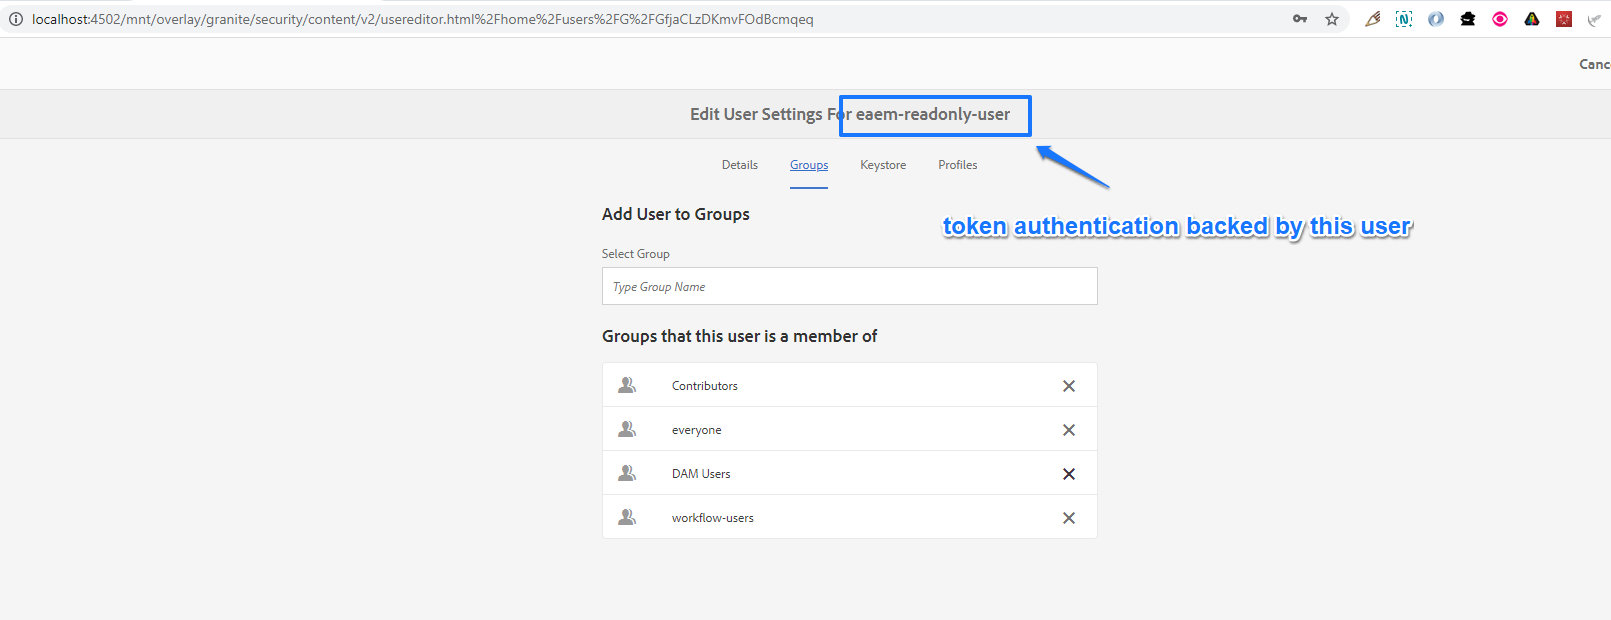 localhost:4502/mnt/overlay/granite/security/content/v2/usereditor.html%2Fhome%2Fusers%2FG%2FGfjaCLzDKmvFOdBcmqeq
Canc
Edit User Settings For eaem-readonly-user
Details Groups Keystore Profiles
Add User to Groups
token authentication backed by this user
Select Group
Type Group Name
Groups that this user is a member of
Contributors
everyone
DAM Users
workflow-users